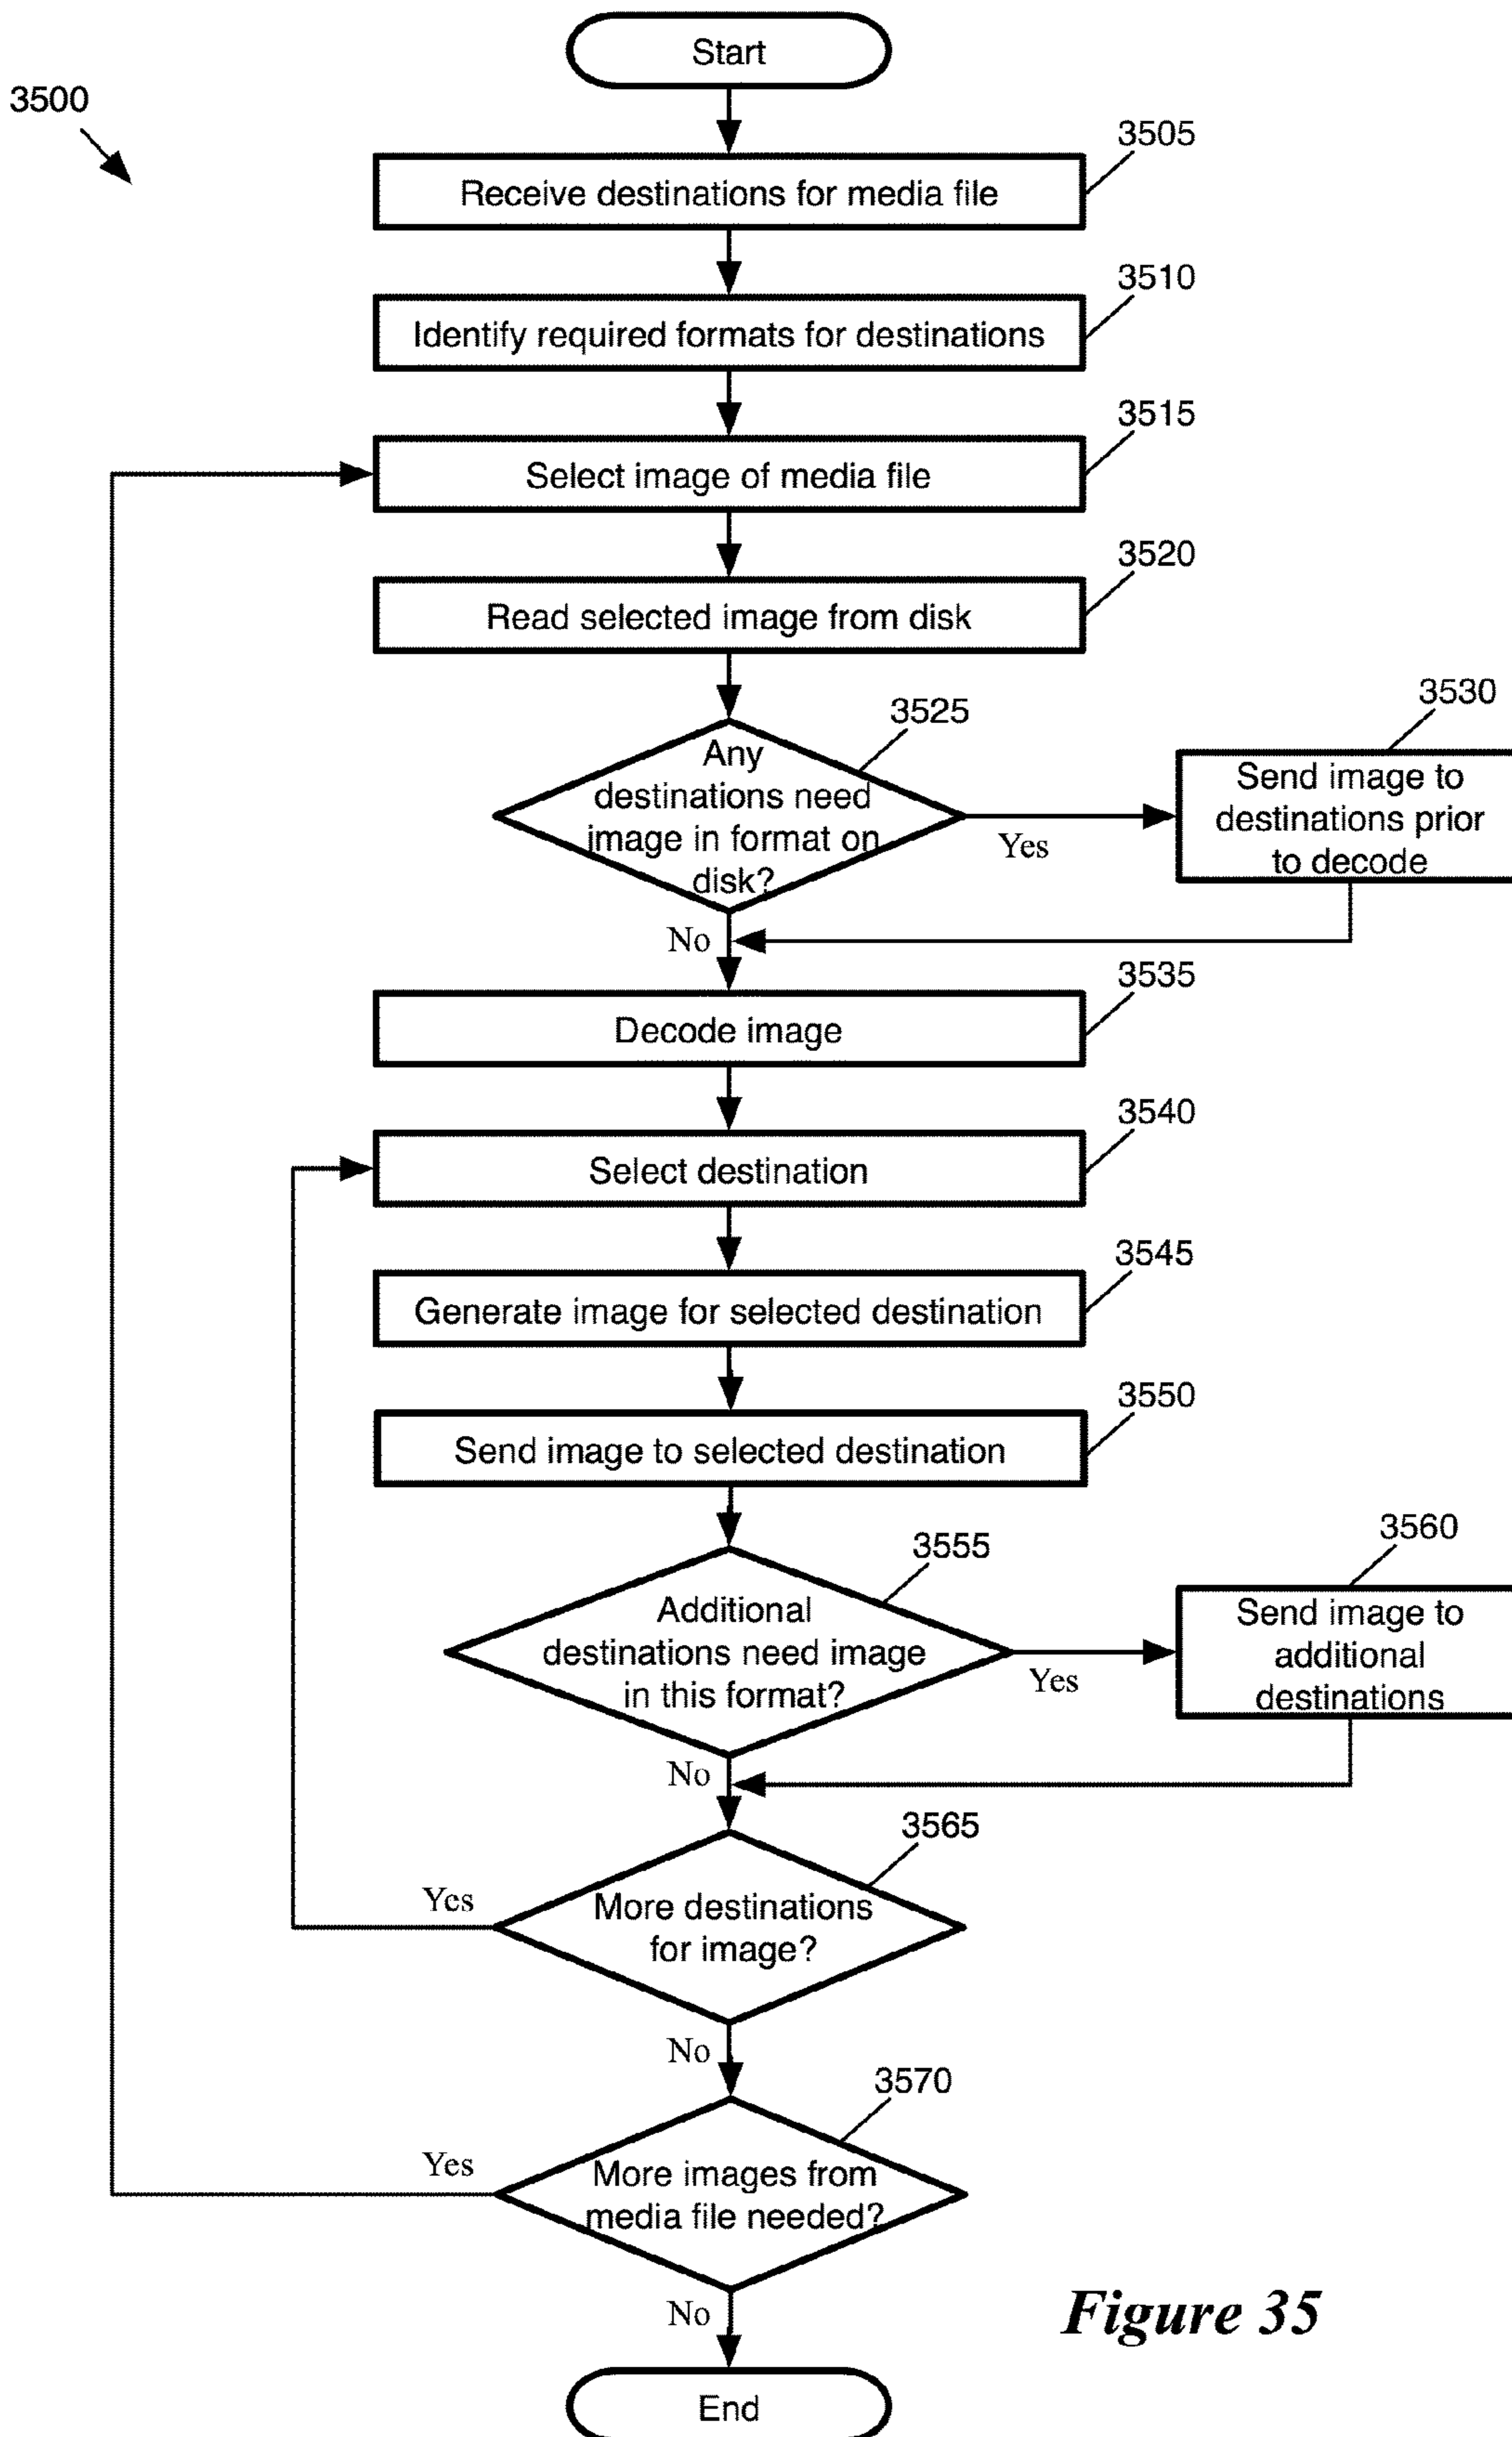 Start
3500
3505
Receive destinations for media file
3510
Identify required formats for destinations
3515
Select image of media file
3520
Read selected image from disk
3525
Any
destinations need
image in format on
disk?
Yes
3530
Send image to
destinations prior
to decode
No
3535
Decode image
3540
Select destination
3545
Generate image for selected destination
3550
Send image to selected destination
3555
Additional
destinations need image
in this format?
Yes
3560
Send image to
additional
destinations
No
3565
More destinations
for image?
Yes
No
3570
More images from
media file needed?
Yes
No
End
Figure 35